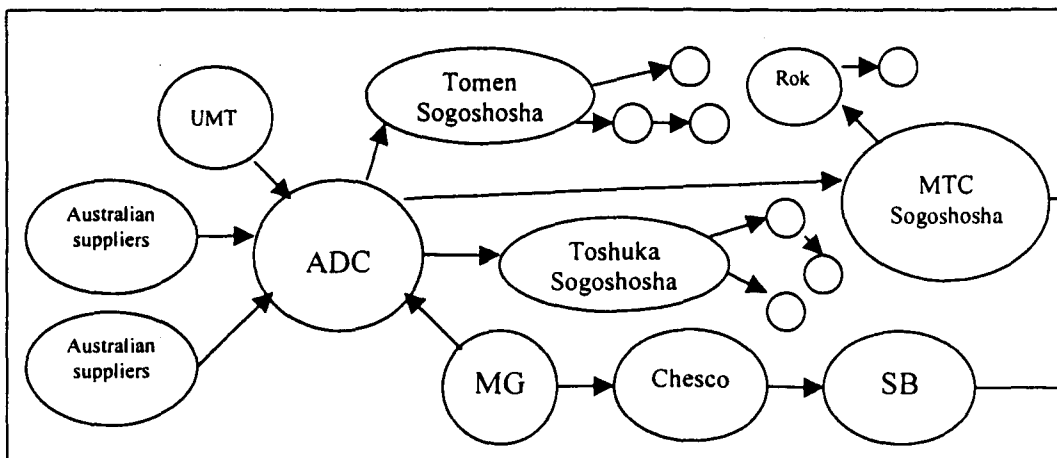 Tomen
Sogoshosha
Rok
UMT
MTC
Sogoshosha
Australian
suppliers
ADC
Toshuka
Sogoshosha
Australian
suppliers
MG
Chesco
SB